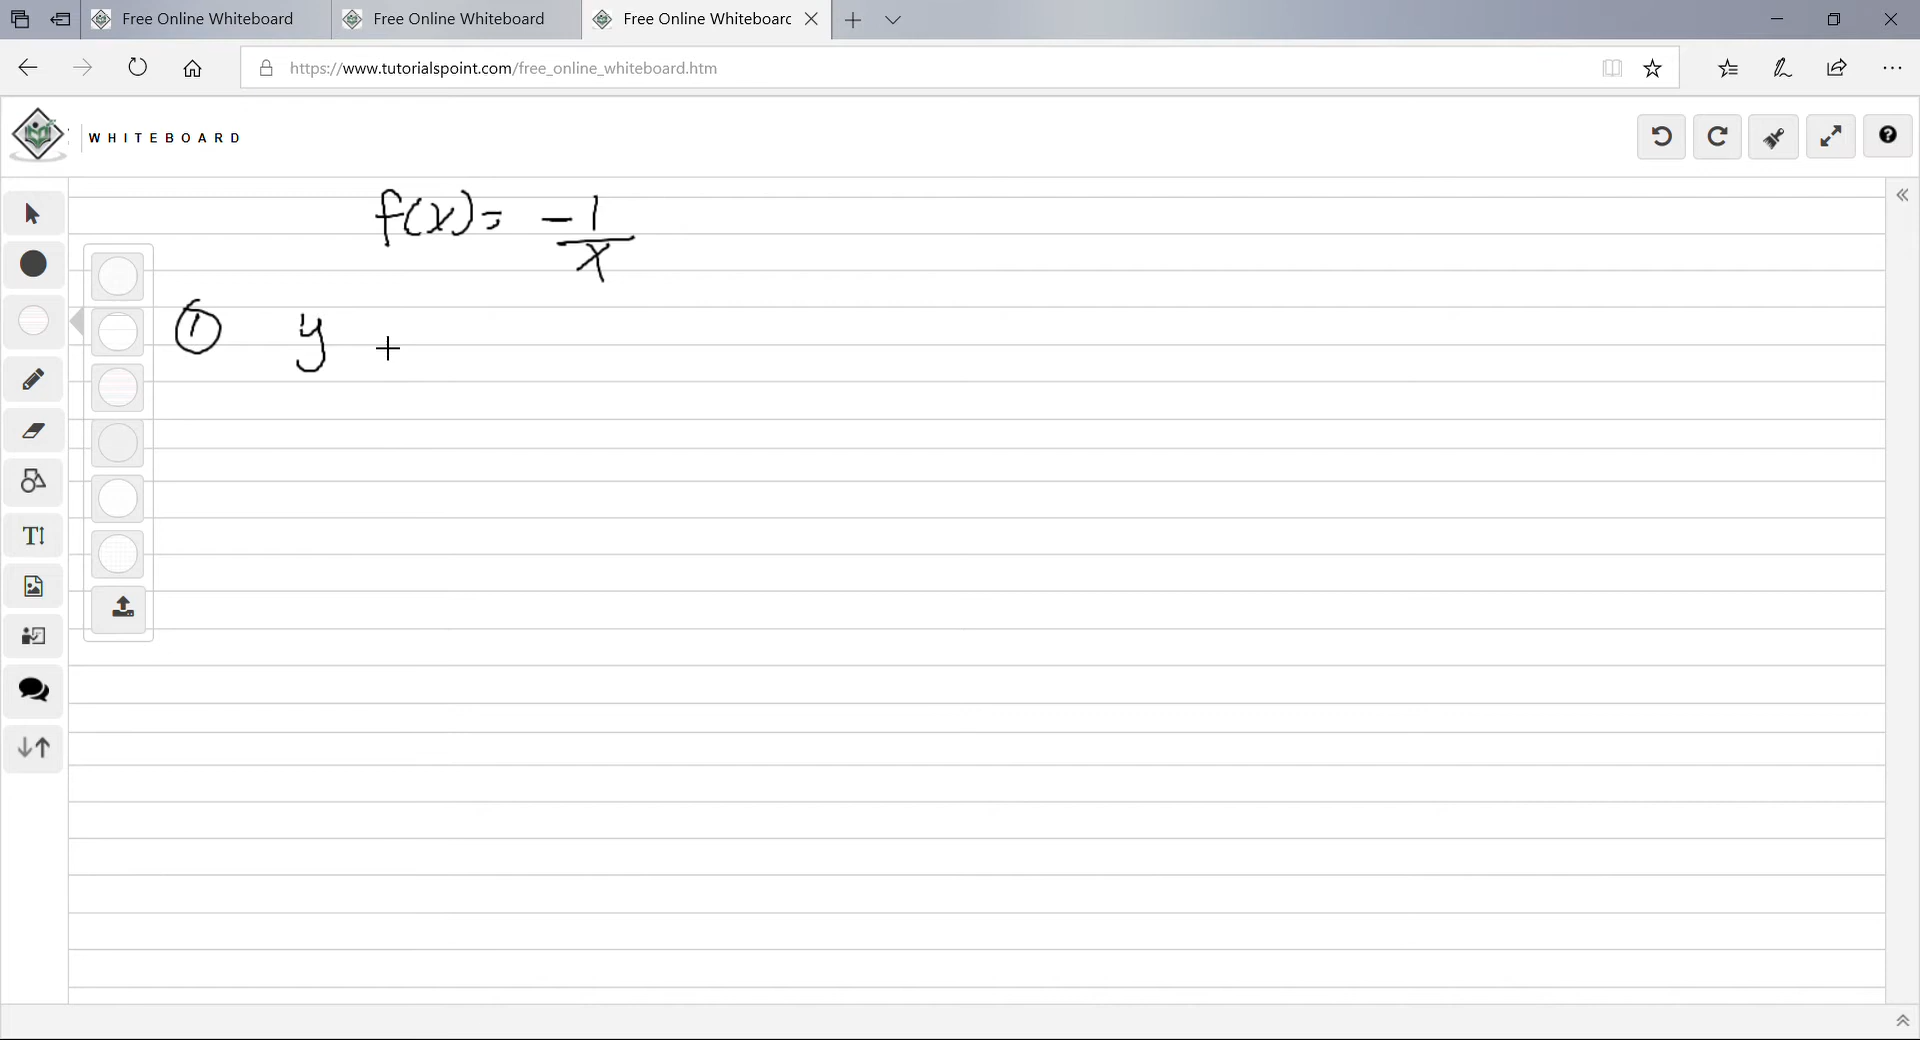 Free Online Whiteboard Free Online Whiteboard Free Online Whiteboarc
https://www.tutorialspoint.com/free_online_whiteboard.htm
WHITEBOARD
f(x) = -1/x
① y